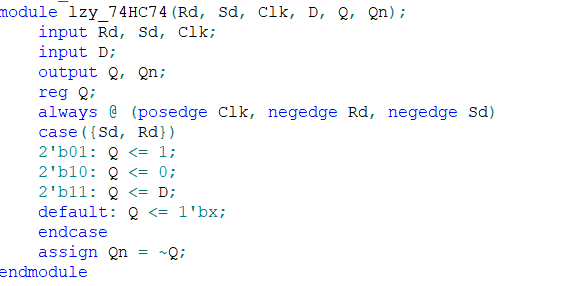 module lzy_74HC74(Rd, Sd, Clk, D, Q, Qn);
input Rd, Sd, Clk;
input D;
output Q, Qn;
reg Q;
always @ (posedge Clk, negedge Rd, negedge Sd)
case({Sd, Rd})
2'b01: Q <= 1;
2'b10: Q <= 0;
2'b11: Q <= D;
default: Q <= 1'bx;
endcase
assign Qn = ~Q;
endmodule